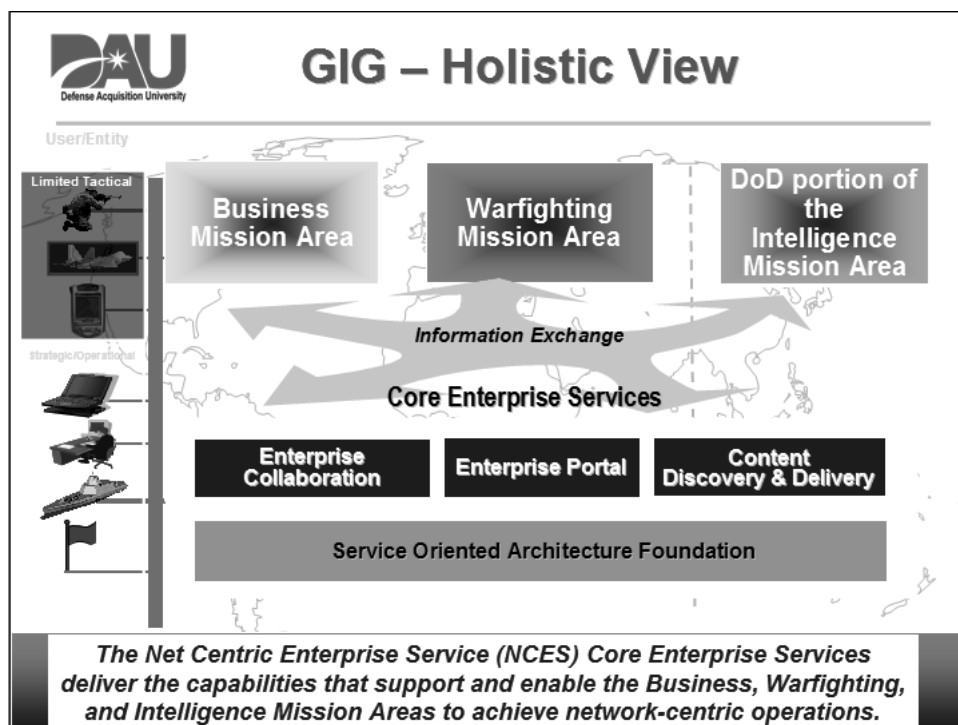 DAU
Defense Acquisition University
GIG – Holistic View
User/Entity
Limited Tactical
Business
Mission Area
Warfighting
Mission Area
DoD portion of
the
Intelligence
Mission Area
Information Exchange
Strategic/Operational
Core Enterprise Services
Enterprise
Collaboration
Enterprise Portal
Content
Discovery & Delivery
Service Oriented Architecture Foundation
The Net Centric Enterprise Service (NCES) Core Enterprise Services
deliver the capabilities that support and enable the Business, Warfighting,
and Intelligence Mission Areas to achieve network-centric operations.